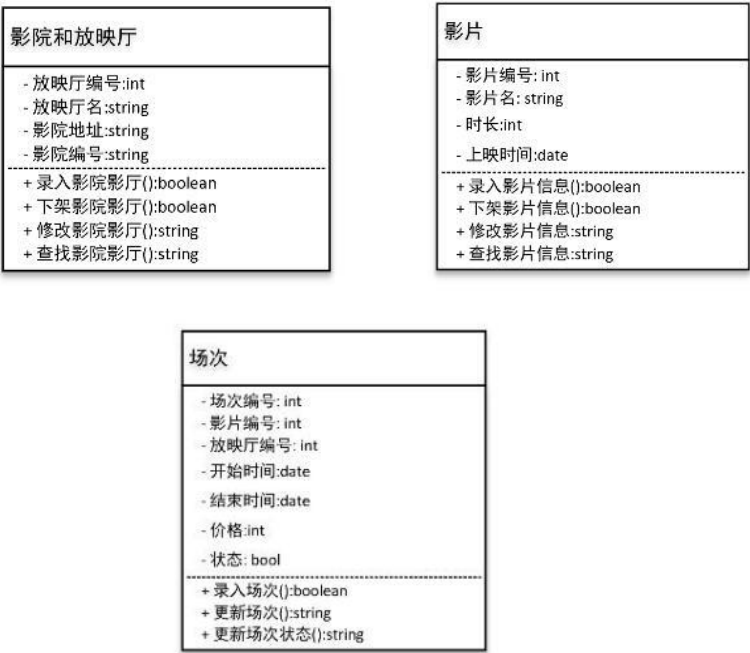 影院和放映厅
- 放映厅编号:int
- 放映厅名:string
- 影院地址:string
- 影院编号:string
+ 录入影院影厅():boolean
+ 下架影院影厅():boolean
+ 修改影院影厅():string
+ 查找影院影厅():string
影片
- 影片编号: int
- 影片名: string
- 时长:int
- 上映时间:date
+ 录入影片信息():boolean
+ 下架影片信息():boolean
+ 修改影片信息:string
+ 查找影片信息:string
场次
- 场次编号: int
- 影片编号: int
- 放映厅编号: int
- 开始时间:date
- 结束时间:date
- 价格:int
- 状态: bool
+ 录入场次():boolean
+ 更新场次():string
+ 更新场次状态():string